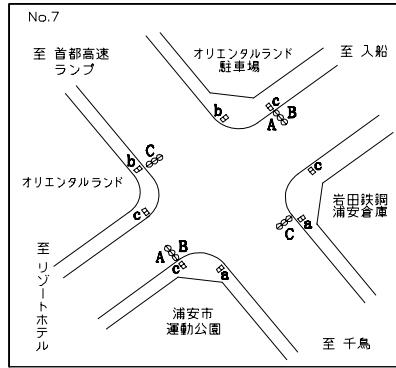 No.7
至 首都高速
ランプ
オリエンタルランド
駐車場
至 入船
b
c
B
A
C
b
c
オリエンタルランド
c
岩田鉄鋼
浦安倉庫
a
C
B
A
c
a
至 リゾートホテル
浦安市
運動公園
至 千鳥